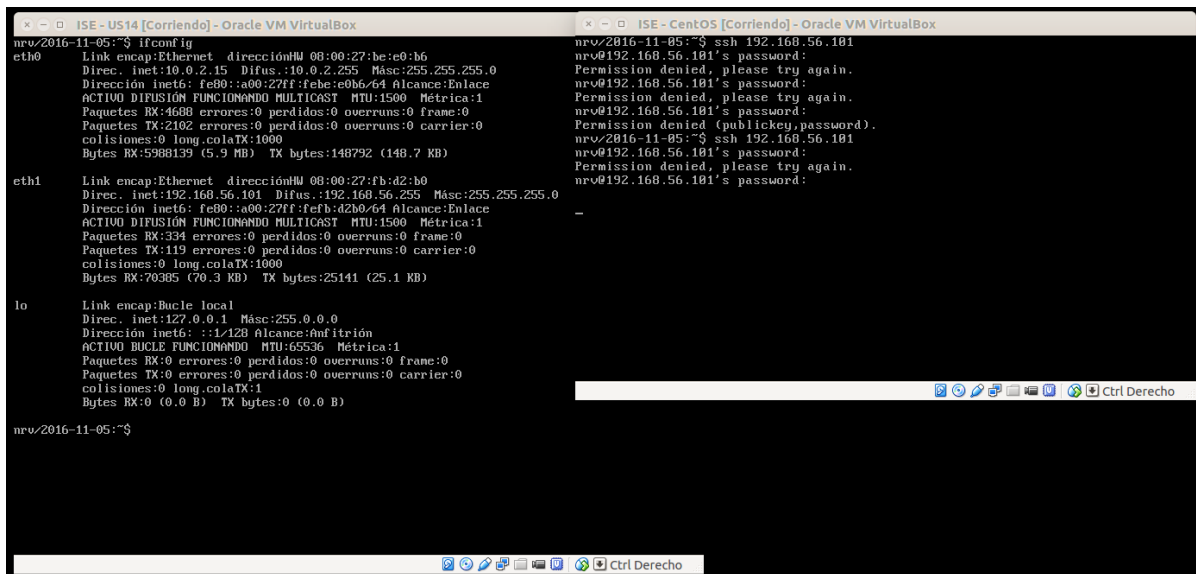 ISE - US14 [Corriendo] - Oracle VM VirtualBox
nrv/2016-11-05:~$ ifconfig
eth0 Link encap:Ethernet direcciónHW 08:00:27:be:e0:b6
Direc. inet:10.0.2.15 Difus.:10.0.2.255 Másc:255.255.255.0
Dirección inet6: fe80::a00:27ff:febe:e0b6/64 Alcance:Enlace
ACTIVO DIFUSIÓN FUNCIONANDO MULTICAST MTU:1500 Métrica:1
Paquetes RX:4688 errores:0 perdidos:0 overruns:0 frame:0
Paquetes TX:2102 errores:0 perdidos:0 overruns:0 carrier:0
colisiones:0 long.colaTX:1000
Bytes RX:5988139 (5.9 MB) TX bytes:148792 (148.7 KB)
eth1 Link encap:Ethernet direcciónHW 08:00:27:fb:d2:b0
Direc. inet:192.168.56.101 Difus.:192.168.56.255 Másc:255.255.255.0
Dirección inet6: fe80::a00:27ff:fefb:d2b0/64 Alcance:Enlace
ACTIVO DIFUSIÓN FUNCIONANDO MULTICAST MTU:1500 Métrica:1
Paquetes RX:334 errores:0 perdidos:0 overruns:0 frame:0
Paquetes TX:119 errores:0 perdidos:0 overruns:0 carrier:0
colisiones:0 long.colaTX:1000
Bytes RX:70385 (70.3 KB) TX bytes:25141 (25.1 KB)
lo Link encap:Bucle local
Direc. inet:127.0.0.1 Másc:255.0.0.0
Dirección inet6: ::1/128 Alcance:Anfitrión
ACTIVO BUCLE FUNCIONANDO MTU:65536 Métrica:1
Paquetes RX:0 errores:0 perdidos:0 overruns:0 frame:0
Paquetes TX:0 errores:0 perdidos:0 overruns:0 carrier:0
colisiones:0 long.colaTX:1
Bytes RX:0 (0.0 B) TX bytes:0 (0.0 B)
nrv/2016-11-05:~$
Ctrl Derecho
ISE - CentOS [Corriendo] - Oracle VM VirtualBox
nrv/2016-11-05:~$ ssh 192.168.56.101
nrv@192.168.56.101's password:
Permission denied, please try again.
nrv@192.168.56.101's password:
Permission denied, please try again.
nrv@192.168.56.101's password:
Permission denied (publickey,password).
nrv/2016-11-05:~$ ssh 192.168.56.101
nrv@192.168.56.101's password:
Permission denied, please try again.
nrv@192.168.56.101's password:
_
Ctrl Derecho